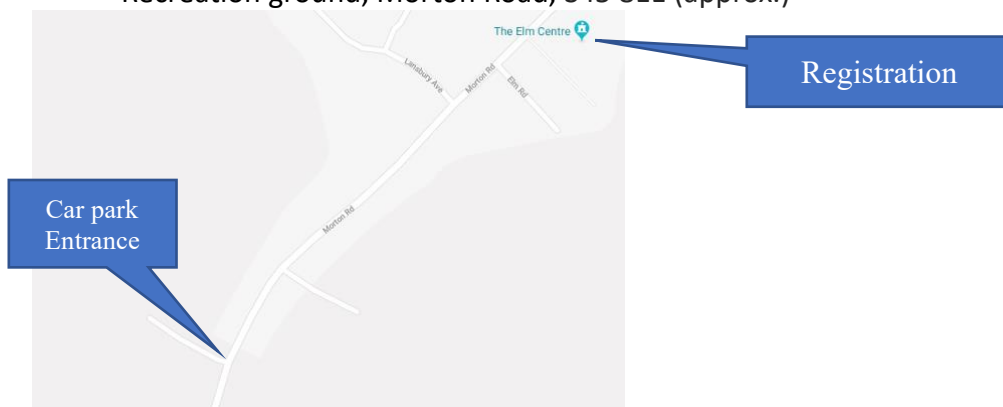 Recreation ground, Morton Road,
The Elm Centre
Registration
Lansbury Ave
Morton Rd
Elm Rd
Car park
Entrance
Morton Rd